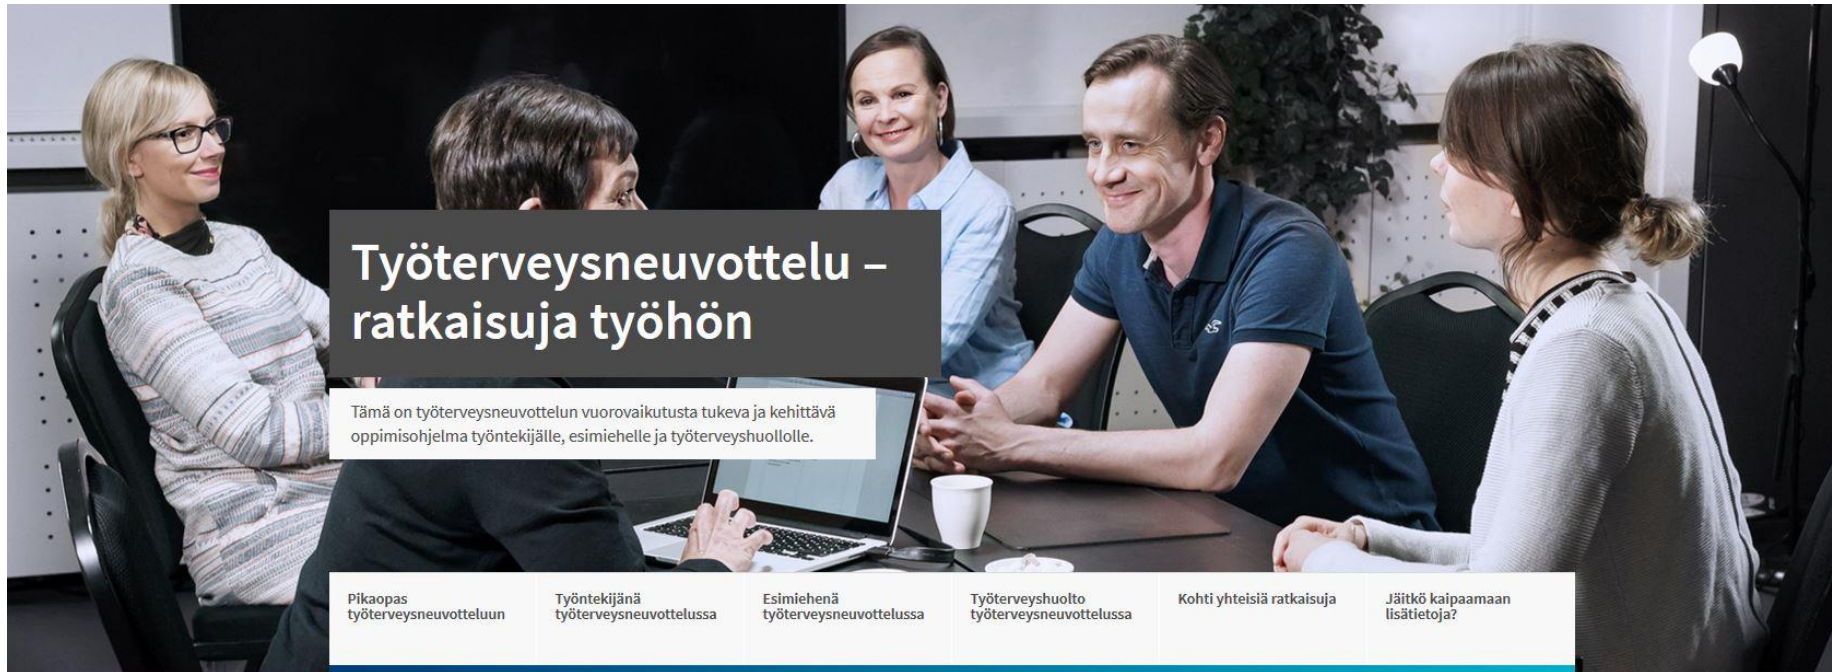 Työterveysneuvottelu –
ratkaisuja työhön
Tämä on työterveysneuvottelun vuorovaikutusta tukeva ja kehittävä
oppimisohjelma työntekijälle, esimiehelle ja työterveyshuollolle.
Pikaopas
työterveysneuvotteluun
Työntekijänä
työterveysneuvottelussa
Esimiehenä
työterveysneuvottelussa
Työterveyshuolto
työterveysneuvottelussa
Kohti yhteisiä ratkaisuja
Jäitkö kaipaamaan
lisätietoja?